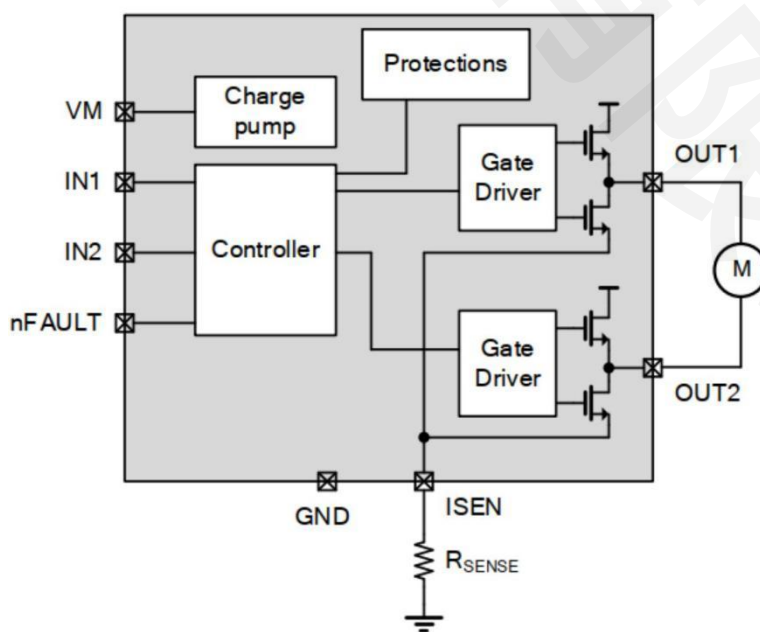 Protections
VM
Charge
pump
IN1
Gate
Driver
OUT1
IN2
Controller
M
nFAULT
Gate
Driver
OUT2
GND
ISEN
RSENSE